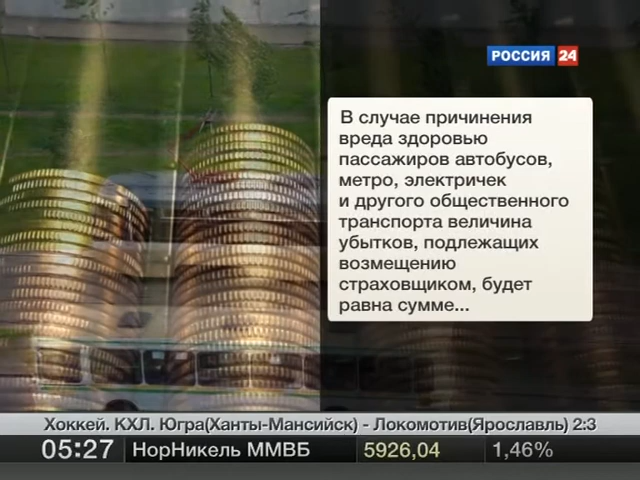 РОССИЯ 24
В случае причинения
вреда здоровью
пассажиров автобусов,
метро, электричек
и другого общественного
транспорта величина
убытков, подлежащих
возмещению
страховщиком, будет
равна сумме...
Хоккей. КХЛ. Югра(Ханты-Мансийск) - Локомотив(Ярославль) 2:3
05:27 НорНикель ММВБ 5926,04 1,46%